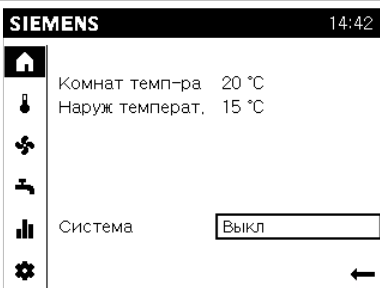 SIEMENS 14:42
Комнат темп-ра 20 °C
Наруж температ. 15 °C
Система Выкл